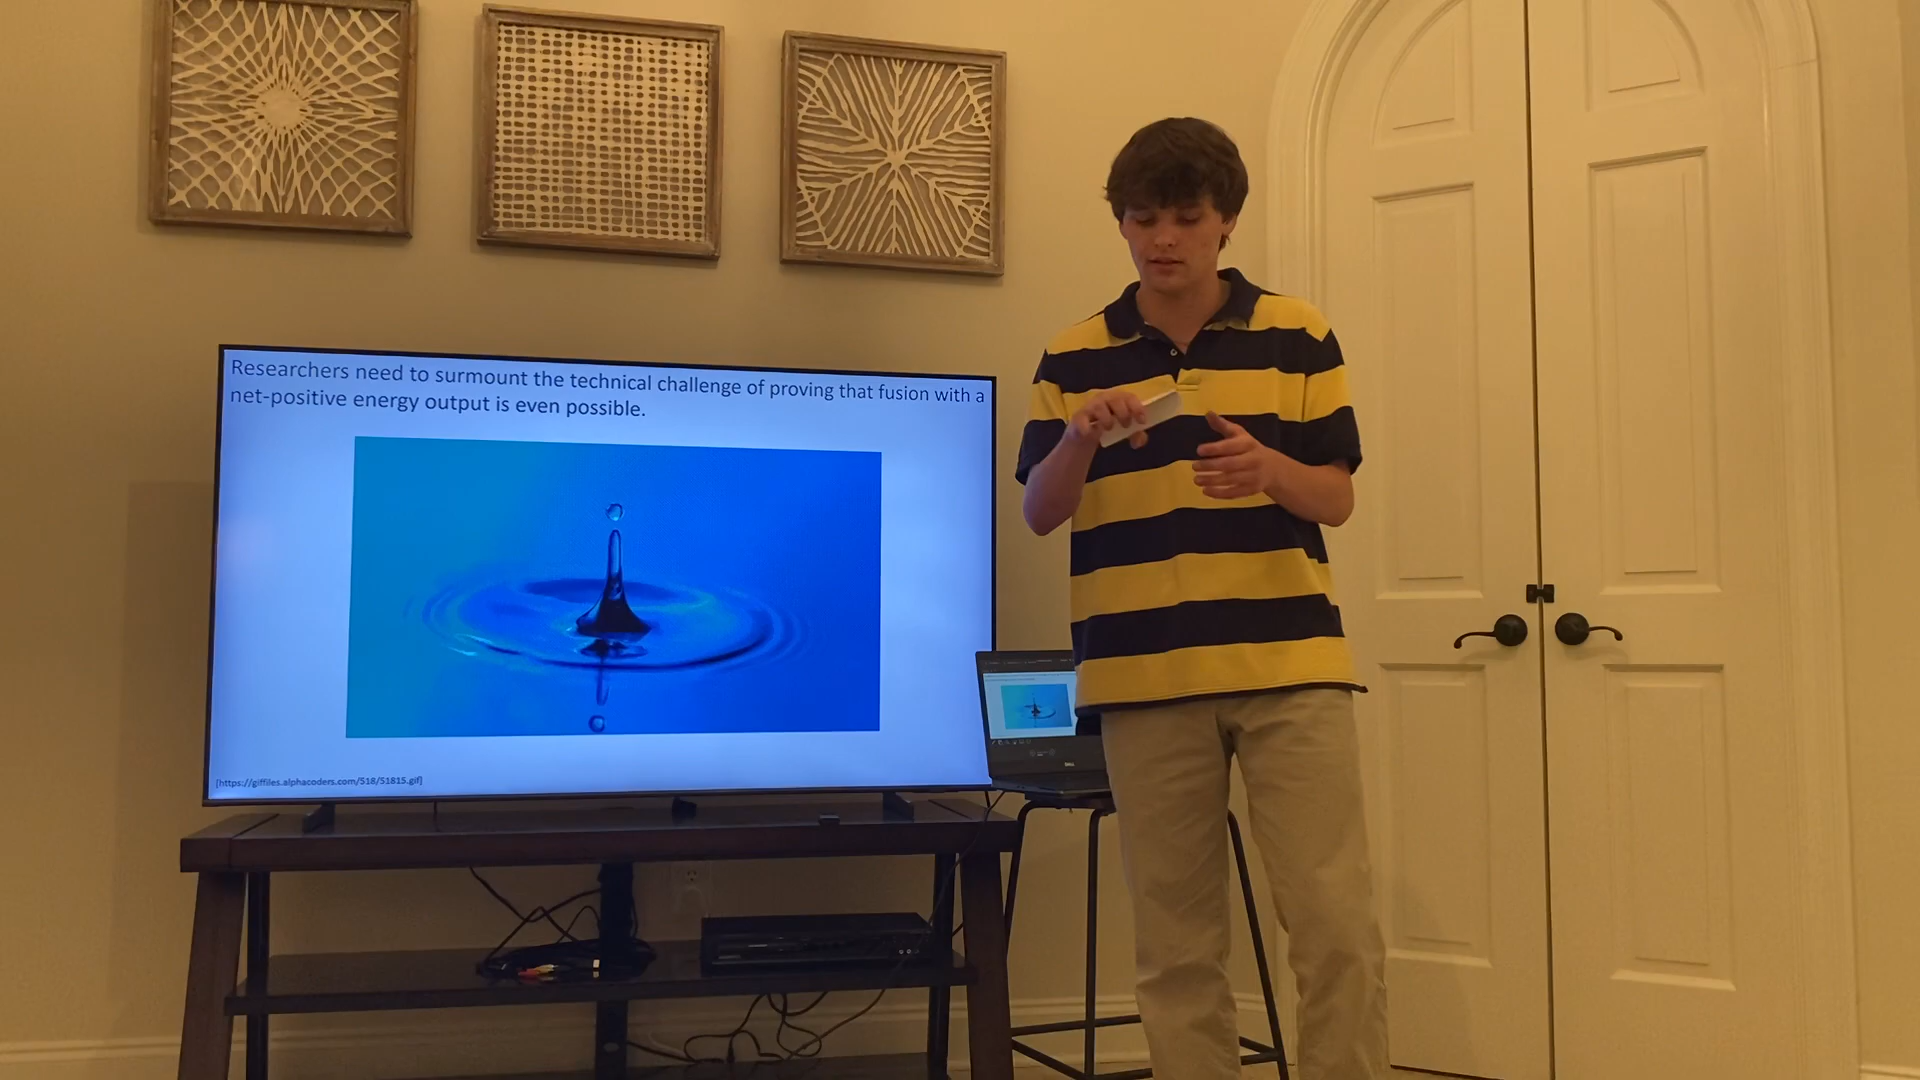 Researchers need to surmount the technical challenge of proving that fusion with a
net-positive energy output is even possible.
[https://giffiles.alphacoders.com/518/51815.gif]
DELL